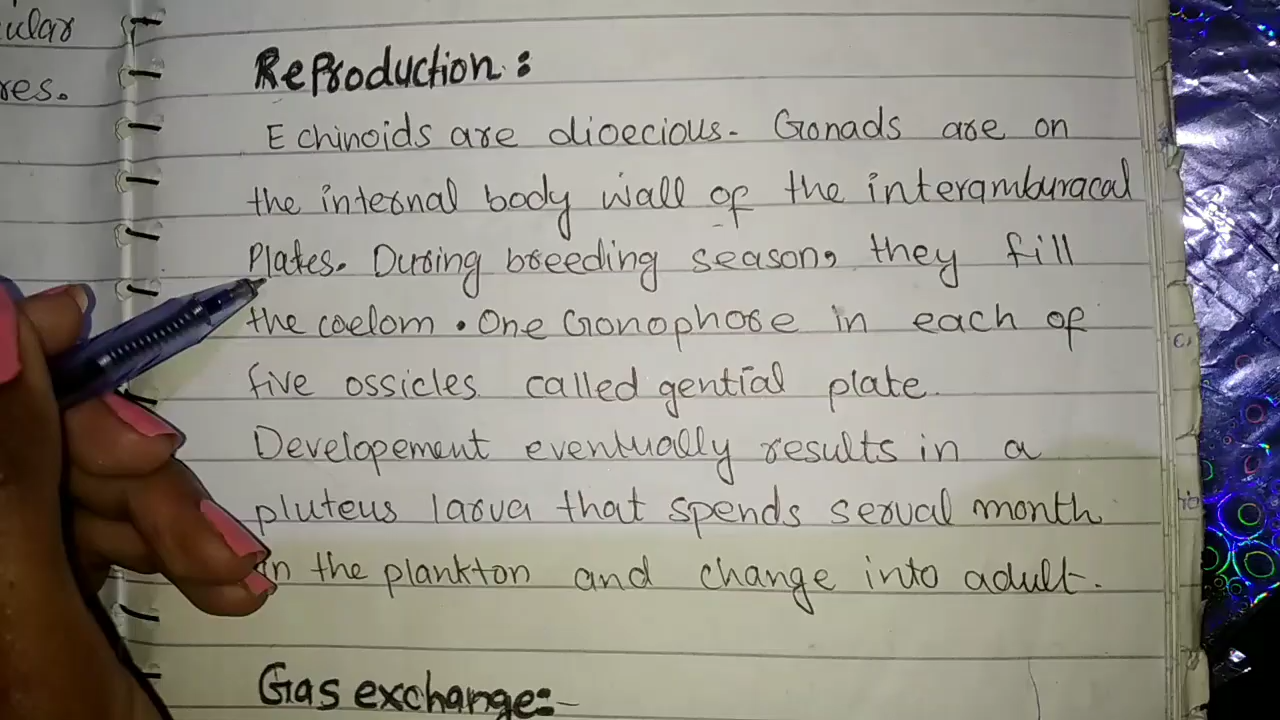 ular
res.
Reproduction:
Echinoids are dioecious. Gonads are on
the internal body wall of the interamburacal
Plates. During breeding season, they fill
the coelom. One Gonophore in each of
five ossicles called gential plate.
Developement eventually results in a
pluteus larva that spends serval month
in the plankton and change into adult.
Gas exchange:-